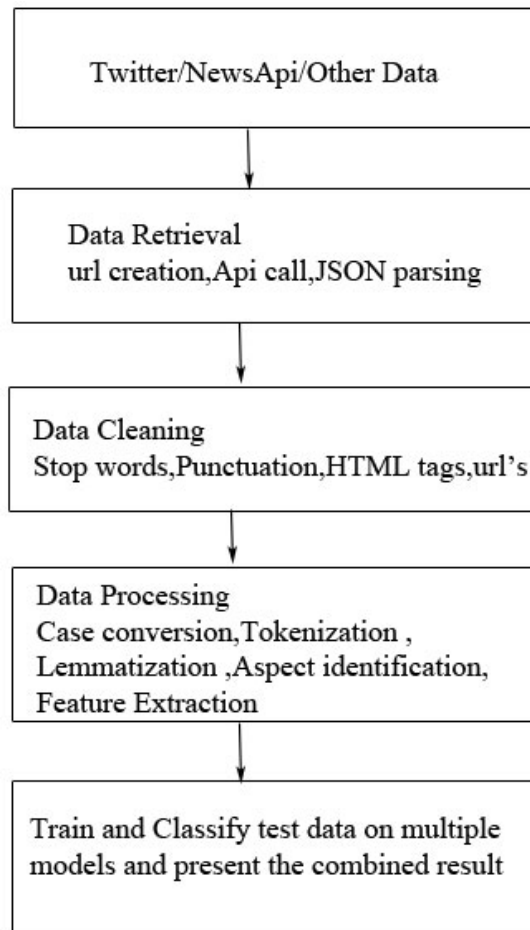 Twitter/NewsApi/Other Data
Data Retrieval
url creation,Api call,JSON parsing
Data Cleaning
Stop words,Punctuation,HTML tags,url's
Data Processing
Case conversion,Tokenization ,
Lemmatization ,Aspect identification,
Feature Extraction
Train and Classify test data on multiple
models and present the combined result